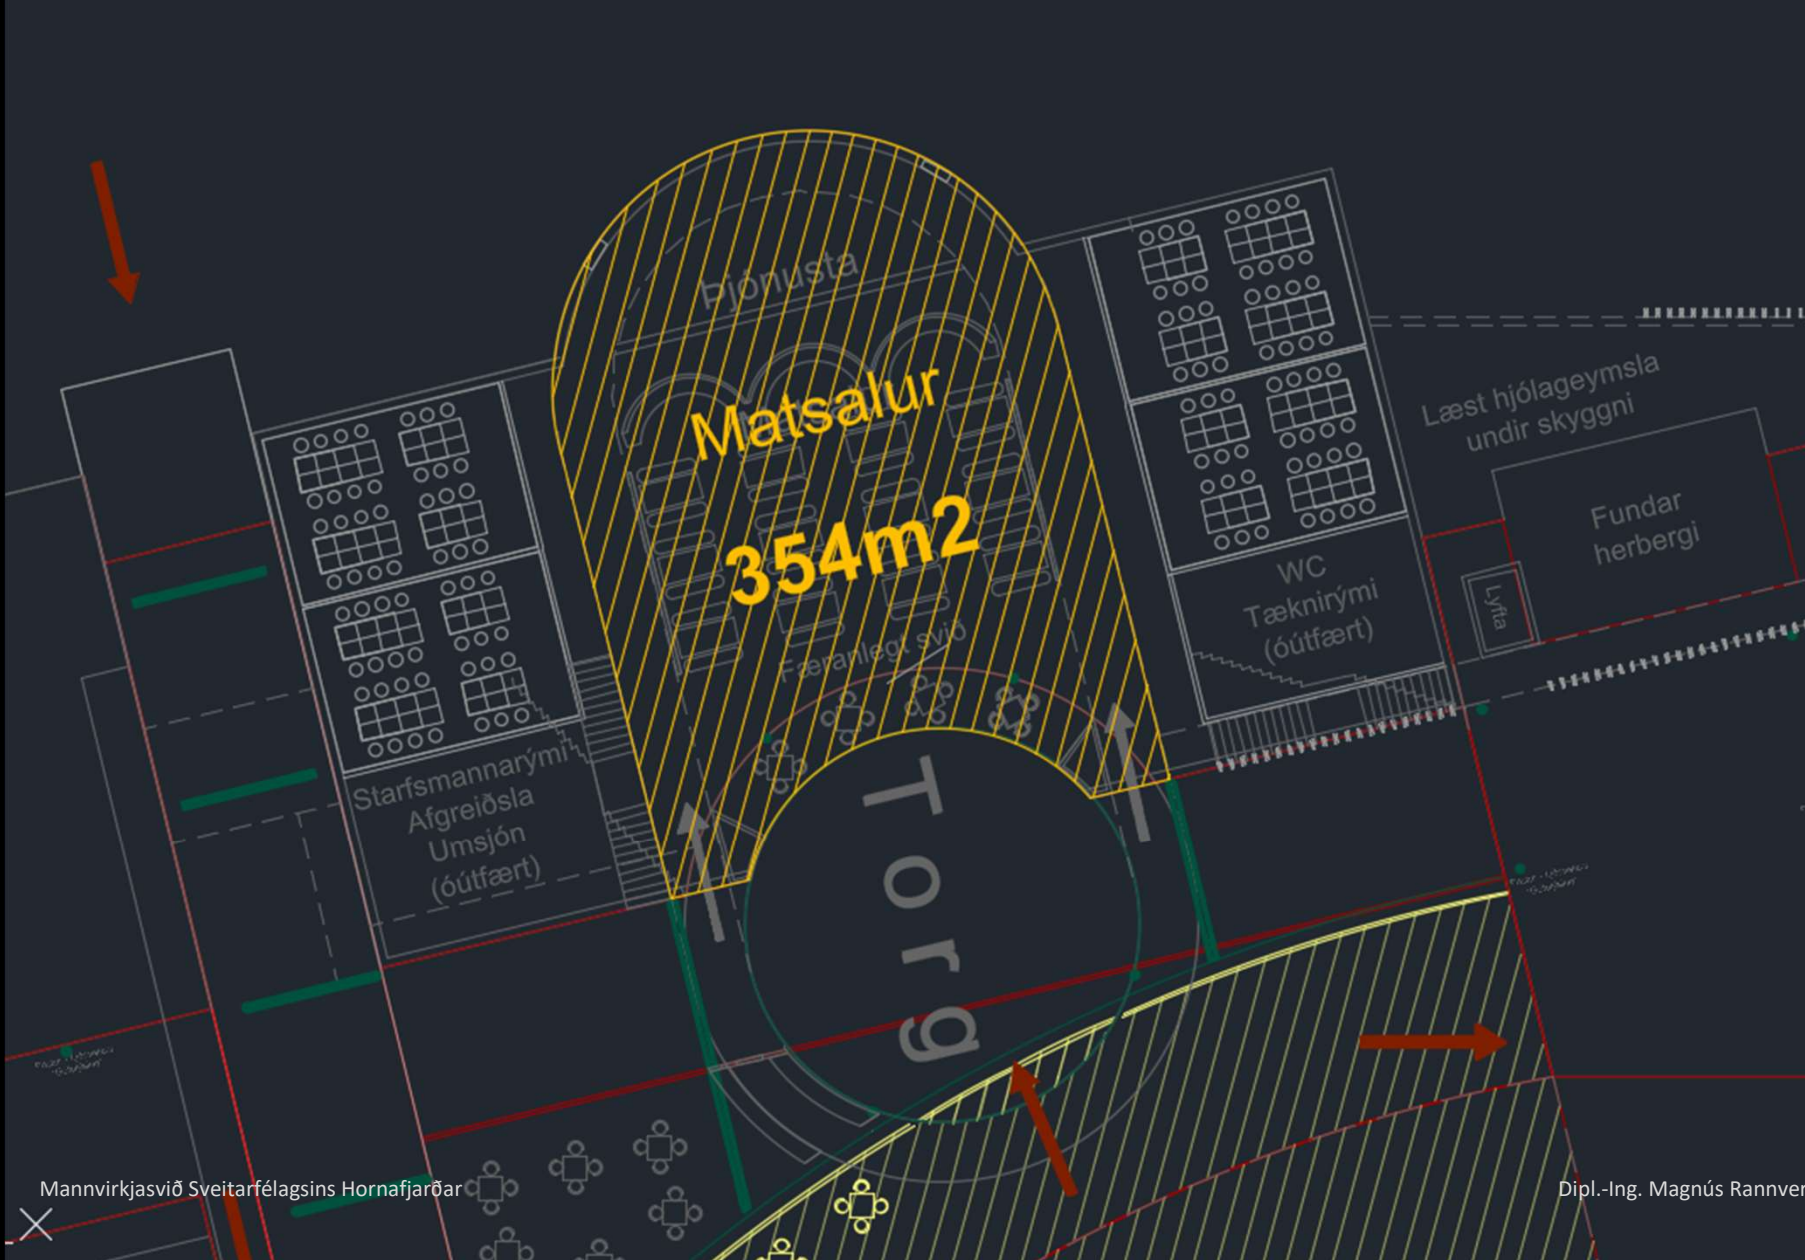 Þjónusta
Matsalur
354m2
Færanlegt svið
Læst hjólageymsla
undir skyggni
Fundar
herbergi
Lyfta
WC
Tæknirými
(óútfært)
Starfsmannarými
Afgreiðsla
Umsjón
(óútfært)
Torg
Mannvirkjasvið Sveitarfélagsins Hornafjarðar
Dipl.-Ing. Magnús Rannver